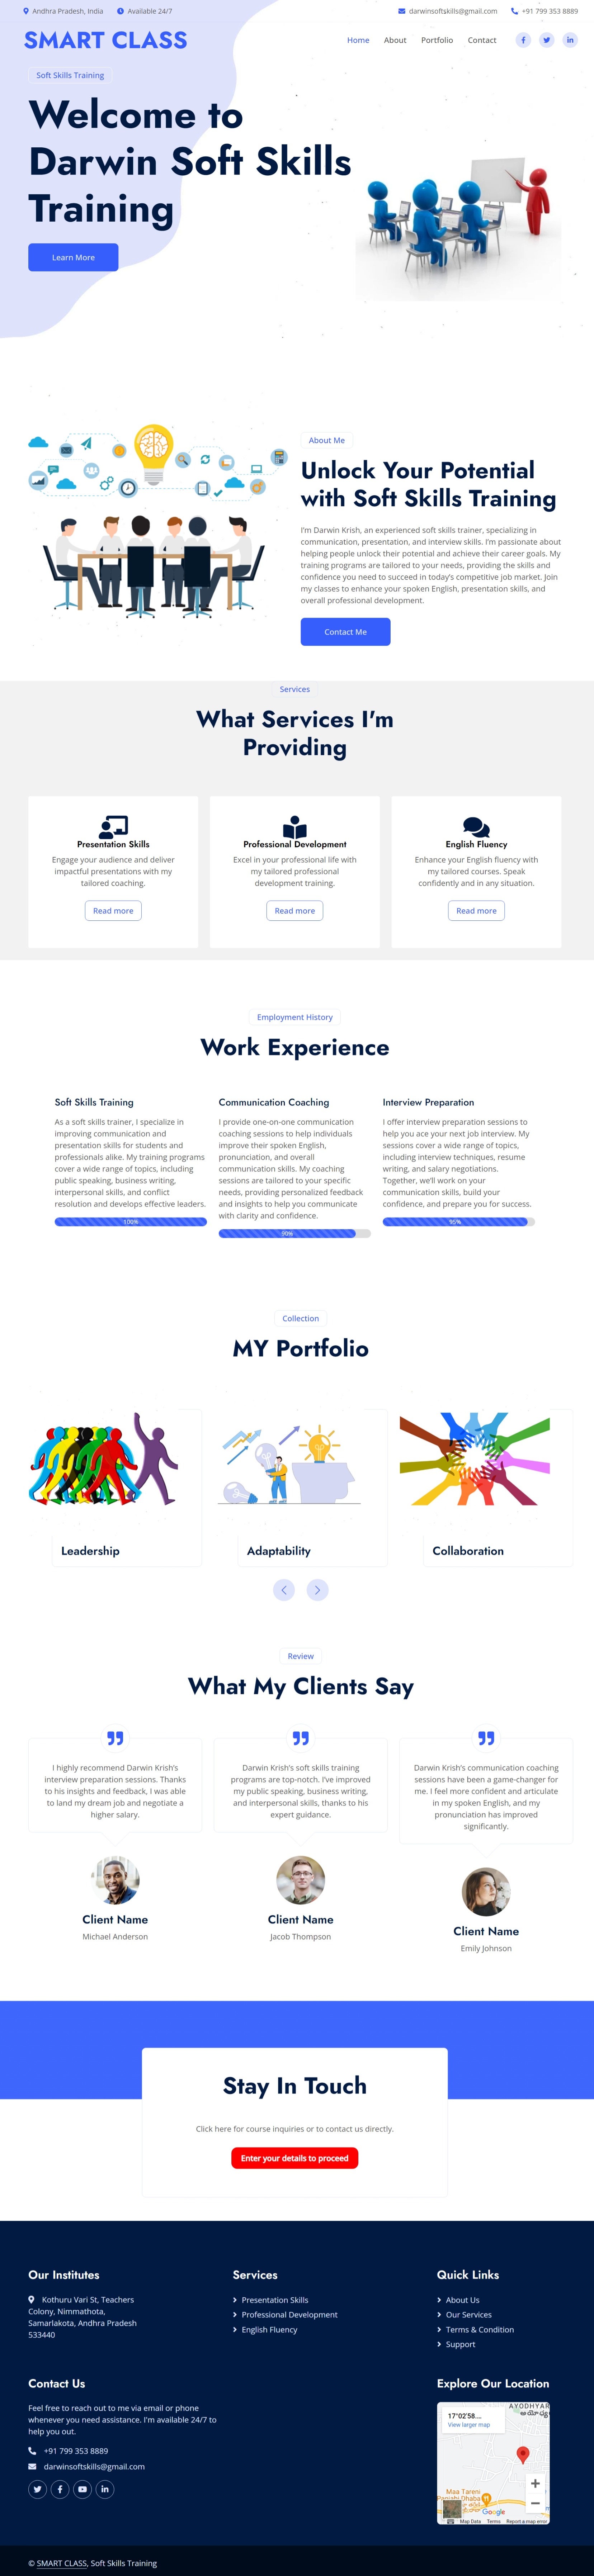 Andhra Pradesh, India
Available 24/7
darwinsoftskills@gmail.com
+91 799 353 8889
SMART CLASS
Home
About
Portfolio
Contact
Soft Skills Training
Welcome to
Darwin Soft Skills
Training
Learn More
About Me
Unlock Your Potential
with Soft Skills Training
I'm Darwin Krish, an experienced soft skills trainer, specializing in
communication, presentation, and interview skills. I'm passionate about
helping people unlock their potential and achieve their career goals. My
training programs are tailored to your needs, providing the skills and
confidence you need to succeed in today's competitive job market. Join
my classes to enhance your spoken English, presentation skills, and
overall professional development.
Contact Me
Services
What Services I'm
Providing
Presentation Skills
Engage your audience and deliver
impactful presentations with my
tailored coaching.
Read more
Professional Development
Excel in your professional life with
my tailored professional
development training.
Read more
English Fluency
Enhance your English fluency with
my tailored courses. Speak
confidently and in any situation.
Read more
Employment History
Work Experience
Soft Skills Training
As a soft skills trainer, I specialize in
improving communication and
presentation skills for students and
professionals alike. My training programs
cover a wide range of topics, including
public speaking, business writing,
interpersonal skills, and conflict
resolution and develops effective leaders.
100%
Communication Coaching
I provide one-on-one communication
coaching sessions to help individuals
improve their spoken English,
pronunciation, and overall
communication skills. My coaching
sessions are tailored to your specific
needs, providing personalized feedback
and insights to help you communicate
with clarity and confidence.
90%
Interview Preparation
I offer interview preparation sessions to
help you ace your next job interview. My
sessions cover a wide range of topics,
including interview techniques, resume
writing, and salary negotiations.
Together, we'll work on your
communication skills, build your
confidence, and prepare you for success.
95%
Collection
MY Portfolio
Leadership
Adaptability
Collaboration
Review
What My Clients Say
I highly recommend Darwin Krish's
interview preparation sessions. Thanks
to his insights and feedback, I was able
to land my dream job and negotiate a
higher salary.
Client Name
Michael Anderson
Darwin Krish's soft skills training
programs are top-notch. I've improved
my public speaking, business writing,
and interpersonal skills, thanks to his
expert guidance.
Client Name
Jacob Thompson
Darwin Krish's communication coaching
sessions have been a game-changer for
me. I feel more confident and articulate
in my spoken English, and my
pronunciation has improved
significantly.
Client Name
Emily Johnson
Stay In Touch
Click here for course inquiries or to contact us directly.
Enter your details to proceed
Our Institutes
Kothuru Vari St, Teachers
Colony, Nimmathota,
Samarlakota, Andhra Pradesh
533440
Services
Presentation Skills
Professional Development
English Fluency
Quick Links
About Us
Our Services
Terms & Condition
Support
Contact Us
Feel free to reach out to me via email or phone
whenever you need assistance. I'm available 24/7 to
help you out.
+91 799 353 8889
darwinsoftskills@gmail.com
Explore Our Location
AYODHYAR
17°02'58....
View larger map
Maa Tareni
Google
Map Data
Terms
Report a map error
© SMART CLASS, Soft Skills Training